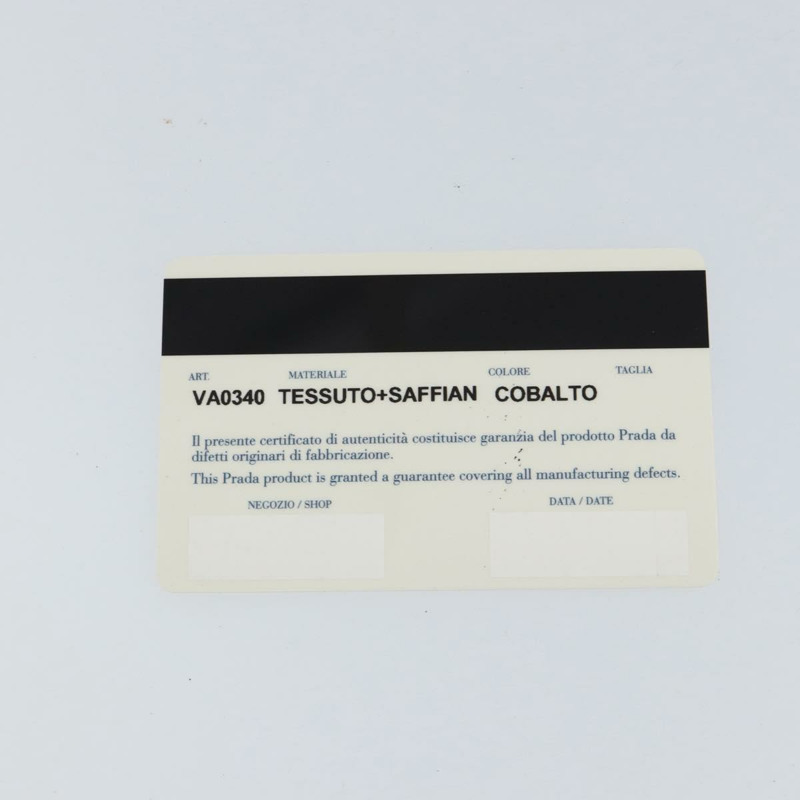 ART. MATERIALE COLORE TAGLIA
VA0340 TESSUTO+SAFFIAN COBALTO
Il presente certificato di autenticità costituisce garanzia del prodotto Prada da
difetti originari di fabbricazione.
This Prada product is granted a guarantee covering all manufacturing defects.
NEGOZIO / SHOP DATA / DATE